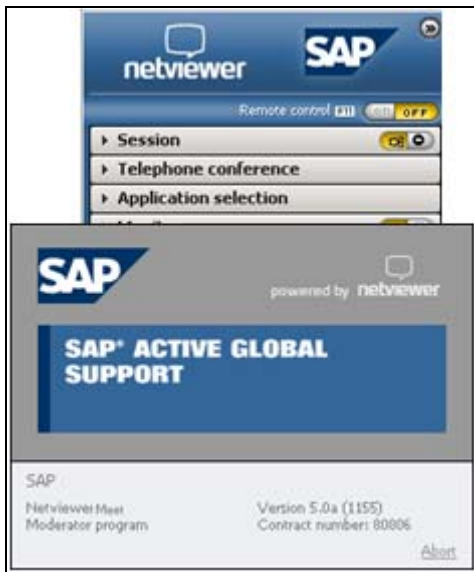 netviewer
SAP
Remote control F11 ON OFF
Session
Telephone conference
Application selection
SAP
powered by netviewer
SAP® ACTIVE GLOBAL
SUPPORT
SAP
Netviewer Meet
Moderator program
Version 5.0a (1155)
Contract number: 80806
Abort